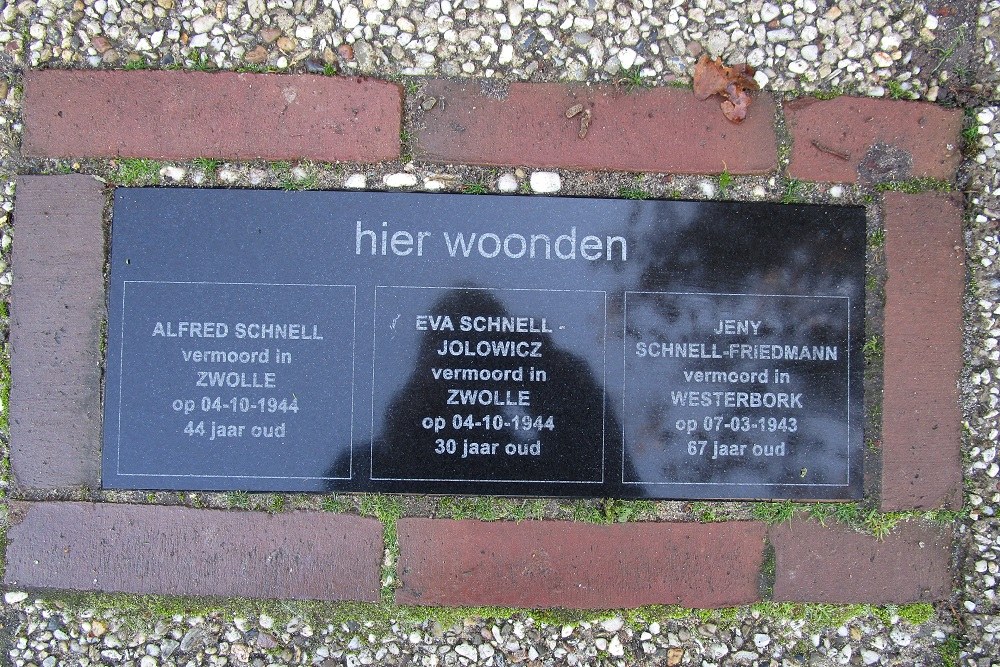 hier woonden
ALFRED SCHNELL
vermoord in
ZWOLLE
op 04-10-1944
44 jaar oud
EVA SCHNELL -
JOLOWICZ
vermoord in
ZWOLLE
op 04-10-1944
30 jaar oud
JENY
SCHNELL-FRIEDMANN
vermoord in
WESTERBORK
op 07-03-1943
67 jaar oud